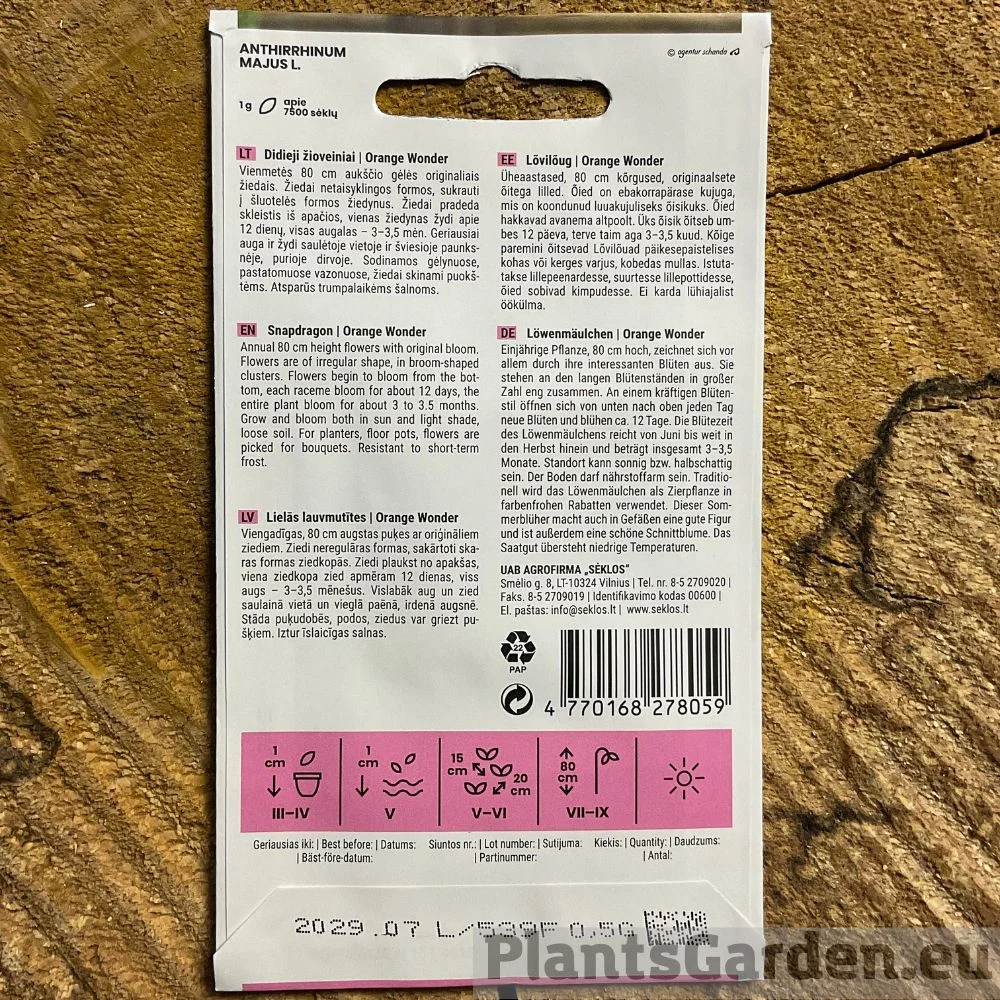 ANTHIRRHINUM
MAJUS L.
© agentur schanda
1 g apie
7500 sėklų
LT Didieji žioveiniai | Orange Wonder
Vienmetės 80 cm aukščio gėlės originaliais
žiedais. Žiedai netaisyklingos formos, sukrauti
į šluotelės formos žiedynus. Žiedai pradeda
skleistis iš apačios, vienas žiedynas žydi apie
12 dienų, visas augalas – 3–3,5 mėn. Geriausiai
auga ir žydi saulėtoje vietoje ir šviesioje pauks-
nėje, purioje dirvoje. Sodinamos gėlynuose,
pastatomuose vazonuose, žiedai skinami puokš-
tėms. Atsparūs trumpalaikėms šalnoms.
EN Snapdragon | Orange Wonder
Annual 80 cm height flowers with original bloom.
Flowers are of irregular shape, in broom-shaped
clusters. Flowers begin to bloom from the bot-
tom, each raceme bloom for about 12 days, the
entire plant bloom for about 3 to 3.5 months.
Grow and bloom both in sun and light shade,
loose soil. For planters, floor pots, flowers are
picked for bouquets. Resistant to short-term
frost.
LV Lielās lauvmutītes | Orange Wonder
Viengadīgas, 80 cm augstas puķes ar oriģināliem
ziediem. Ziedi neregulāras formas, sakārtoti ska-
ras formas ziedkopās. Ziedi plaukst no apakšas,
viena ziedkopa zied apmēram 12 dienas, viss
augs – 3–3,5 mēnešus. Vislabāk aug un zied
saulainā vietā un vieglā paēnā, irdenā augsnē.
Stāda puķudobēs, podos, ziedus var griezt pu-
šķiem. Iztur īslaicīgas salnas.
EE Lõvilõug | Orange Wonder
Üheaastased, 80 cm kõrgused, originaalsete
õitega lilled. Õied on ebakorrapärase kujuga,
mis on koondunud luuakujuliseks õisikuks. Õied
hakkavad avanema altpoolt. Üks õisik õitseb um-
bes 12 päeva, terve taim aga 3–3,5 kuud. Kõige
paremini õitsevad Lõvilõuad päikesepaistelises
kohas või kerges varjus, kobedas mullas. Istuta-
takse lillepeenardesse, suurtesse lillepottidesse,
õied sobivad kimpudesse. Ei karda lühiajalist
öökülma.
DE Löwenmäulchen | Orange Wonder
Einjährige Pflanze, 80 cm hoch, zeichnet sich vor
allem durch ihre interessanten Blüten aus. Sie
stehen an den langen Blütenständen in großer
Zahl eng zusammen. An einem kräftigen Blüten-
stil öffnen sich von unten nach oben jeden Tag
neue Blüten und blühen ca. 12 Tage. Die Blütezeit
des Löwenmäulchens reicht von Juni bis weit in
den Herbst hinein und beträgt insgesamt 3–3,5
Monate. Standort kann sonnig bzw. halbschattig
sein. Der Boden darf nährstoffarm sein. Traditio-
nell wird das Löwenmäulchen als Zierpflanze in
farbenfrohen Rabatten verwendet. Dieser Som-
merblüher macht auch in Gefäßen eine gute Figur
und ist außerdem eine schöne Schnittblume. Das
Saatgut übersteht niedrige Temperaturen.
UAB AGROFIRMA „SĖKLOS“
Smėlio g. 8, LT-10324 Vilnius | Tel. nr. 8-5 2709020 |
Faks. 8-5 2709019 | Identifikavimo kodas 00600 |
El. paštas: info@seklos.lt | www.seklos.lt
22
PAP
4 770168 278059
1 cm III–IV
1 cm V
15 cm 20 cm V–VI
80 cm VII–IX
Geriausias iki: | Best before: | Datums: Siuntos nr.: | Lot number: | Sutijuma: Kiekis: | Quantity: | Daudzums:
| Bäst-före-datum: | Partinummer: | Antal:
2029.07 L/539F 0,5G
PlantsGarden.eu